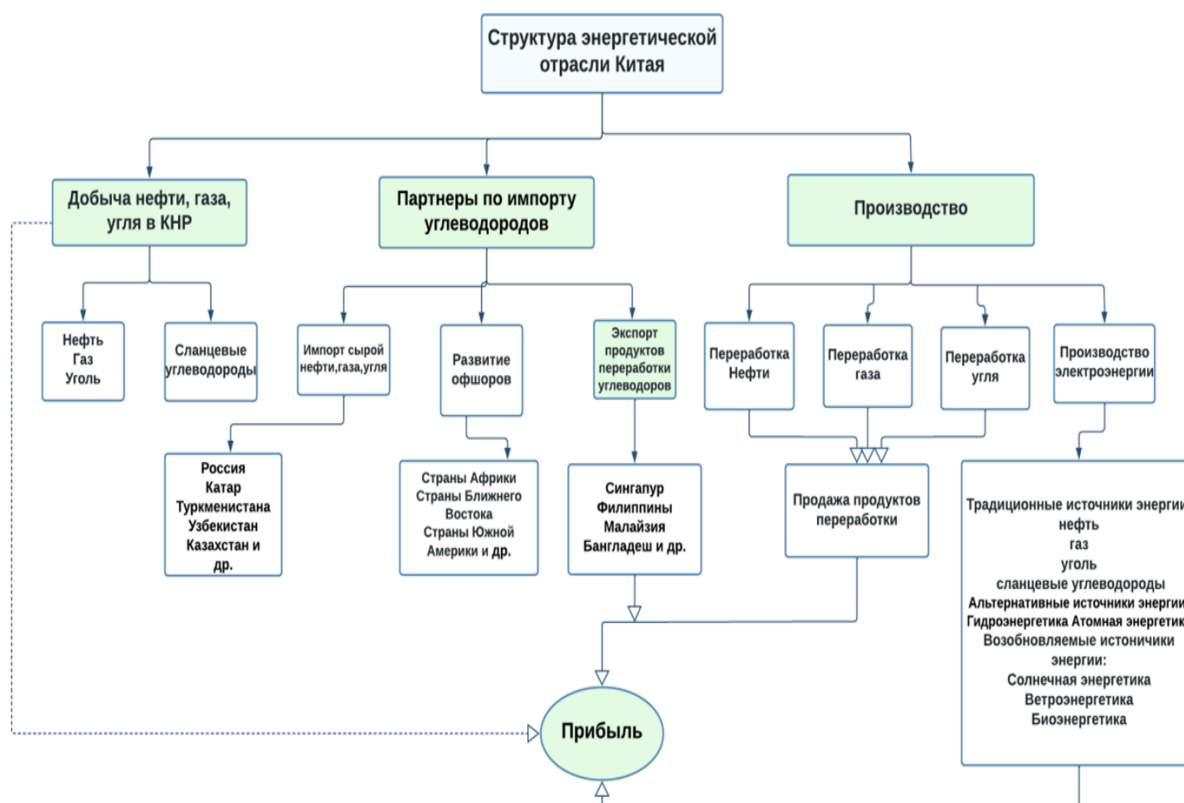 Структура энергетической
отрасли Китая
Добыча нефти, газа,
угля в КНР
Партнеры по импорту
углеводородов
Производство
Нефть
Газ
Уголь
Сланцевые
углеводороды
Импорт сырой
нефти,газа,угля
Развитие
офшоров
Экспорт
продуктов
переработки
углеводоров
Переработка
Нефти
Переработка
газа
Переработка
угля
Производство
электроэнергии
Россия
Катар
Туркменистана
Узбекистан
Казахстан и
др.
Страны Африки
Страны Ближнего
Востока
Страны Южной
Америки и др.
Сингапур
Филиппины
Малайзия
Бангладеш и др.
Продажа продуктов
переработки
Традиционные источники энергии
нефть
газ
уголь
сланцевые углеводороды
Альтернативные источники энергии
Гидроэнергетика Атомная энергетик
Возобновляемые истоничики
энергии:
Солнечная энергетика
Ветроэнергетика
Биоэнергетика
Прибыль